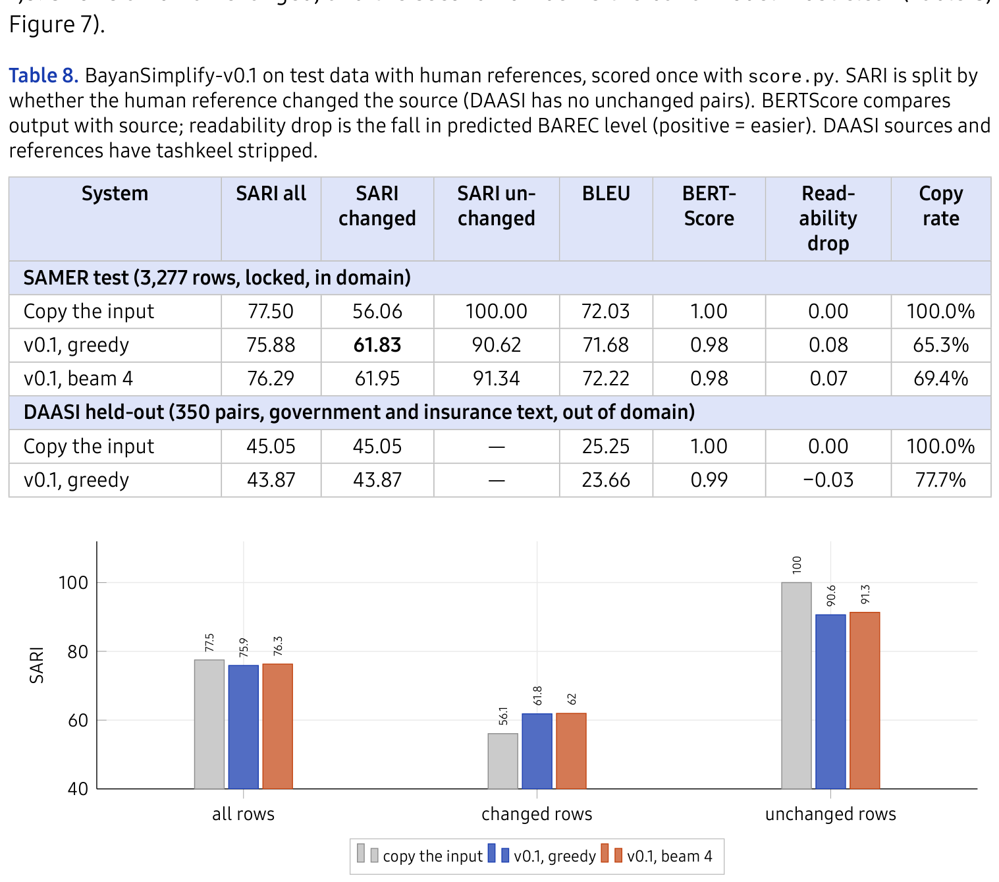 Figure 7).
Table 8. BayanSimplify-v0.1 on test data with human references, scored once with score.py. SARI is split by
whether the human reference changed the source (DAASI has no unchanged pairs). BERTScore compares
output with source; readability drop is the fall in predicted BAREC level (positive = easier). DAASI sources and
references have tashkeel stripped.
System SARI all SARI changed SARI un-changed BLEU BERT-Score Read-ability drop Copy rate
SAMER test (3,277 rows, locked, in domain)
Copy the input 77.50 56.06 100.00 72.03 1.00 0.00 100.0%
v0.1, greedy 75.88 61.83 90.62 71.68 0.98 0.08 65.3%
v0.1, beam 4 76.29 61.95 91.34 72.22 0.98 0.07 69.4%
DAASI held-out (350 pairs, government and insurance text, out of domain)
Copy the input 45.05 45.05 — 25.25 1.00 0.00 100.0%
v0.1, greedy 43.87 43.87 — 23.66 0.99 −0.03 77.7%
SARI
100
80
60
40
77.5 75.9 76.3
56.1 61.8 62
100 90.6 91.3
all rows changed rows unchanged rows
copy the input v0.1, greedy v0.1, beam 4